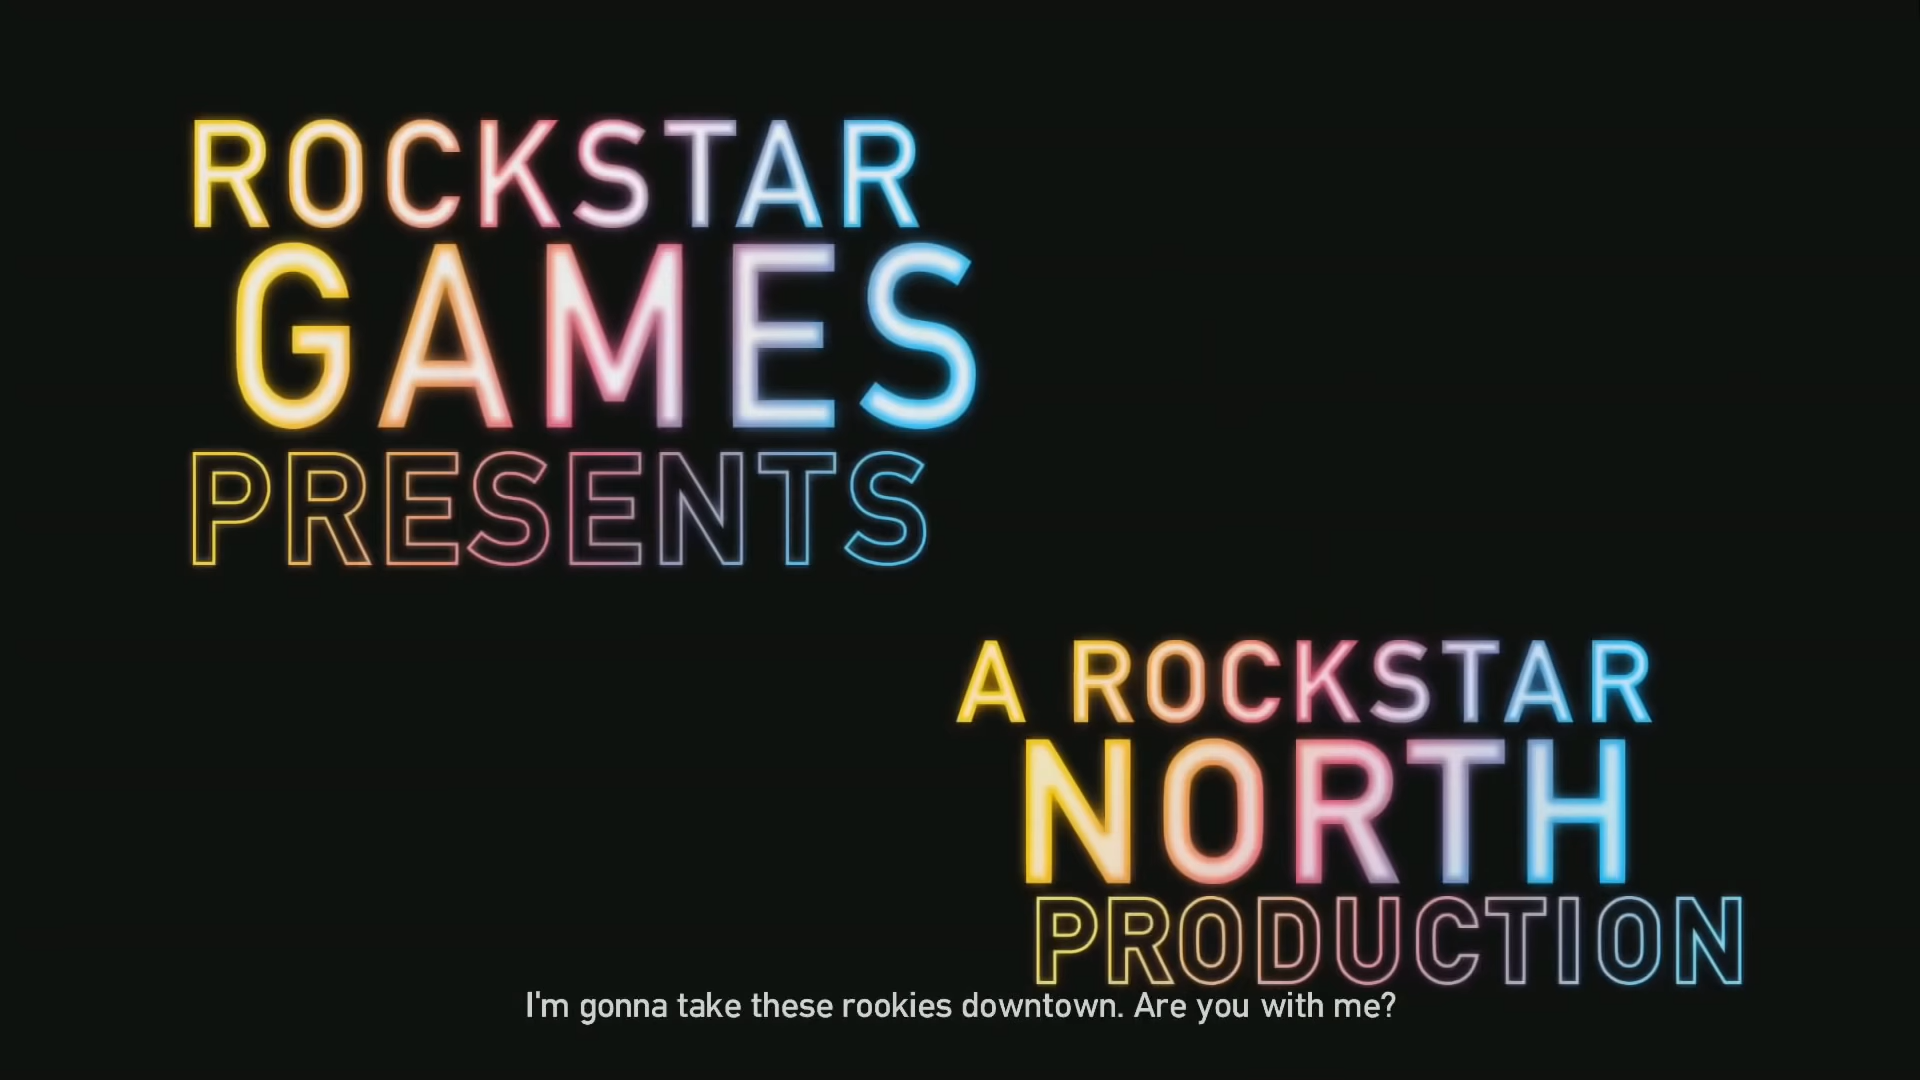 ROCKSTAR
GAMES
PRESENTS
A ROCKSTAR
NORTH
PRODUCTION
I'm gonna take these rookies downtown. Are you with me?